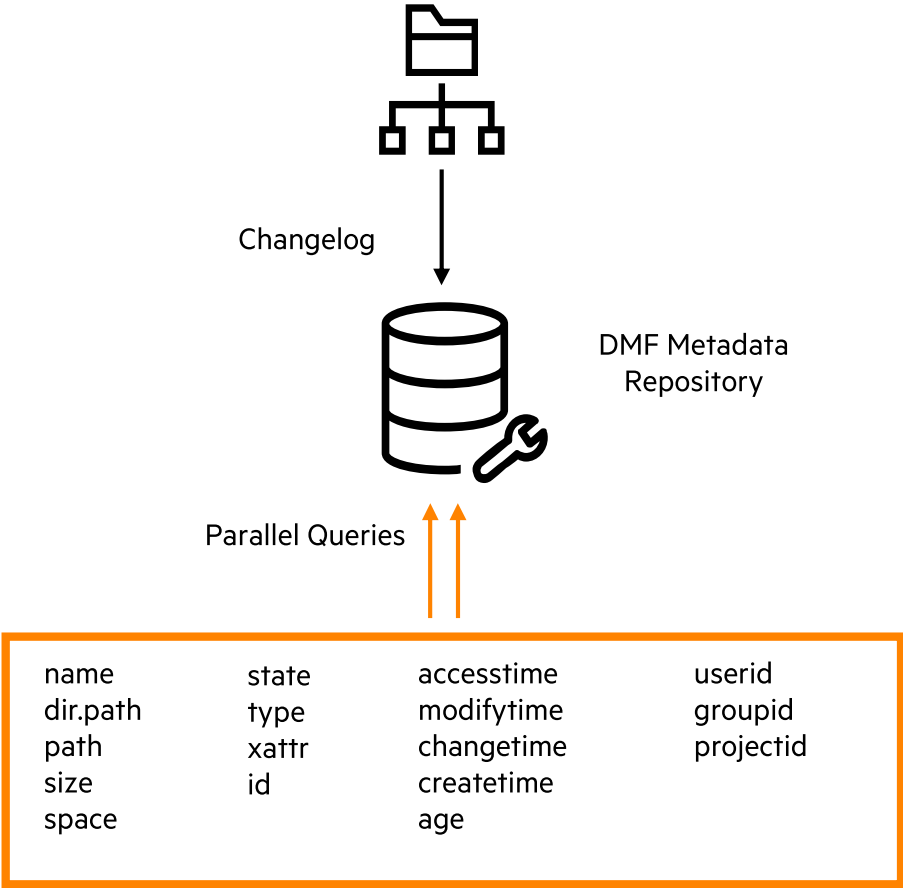 Changelog
DMF Metadata
Repository
Parallel Queries
name
dir.path
path
size
space
state
type
xattr
id
accesstime
modifytime
changetime
createtime
age
userid
groupid
projectid